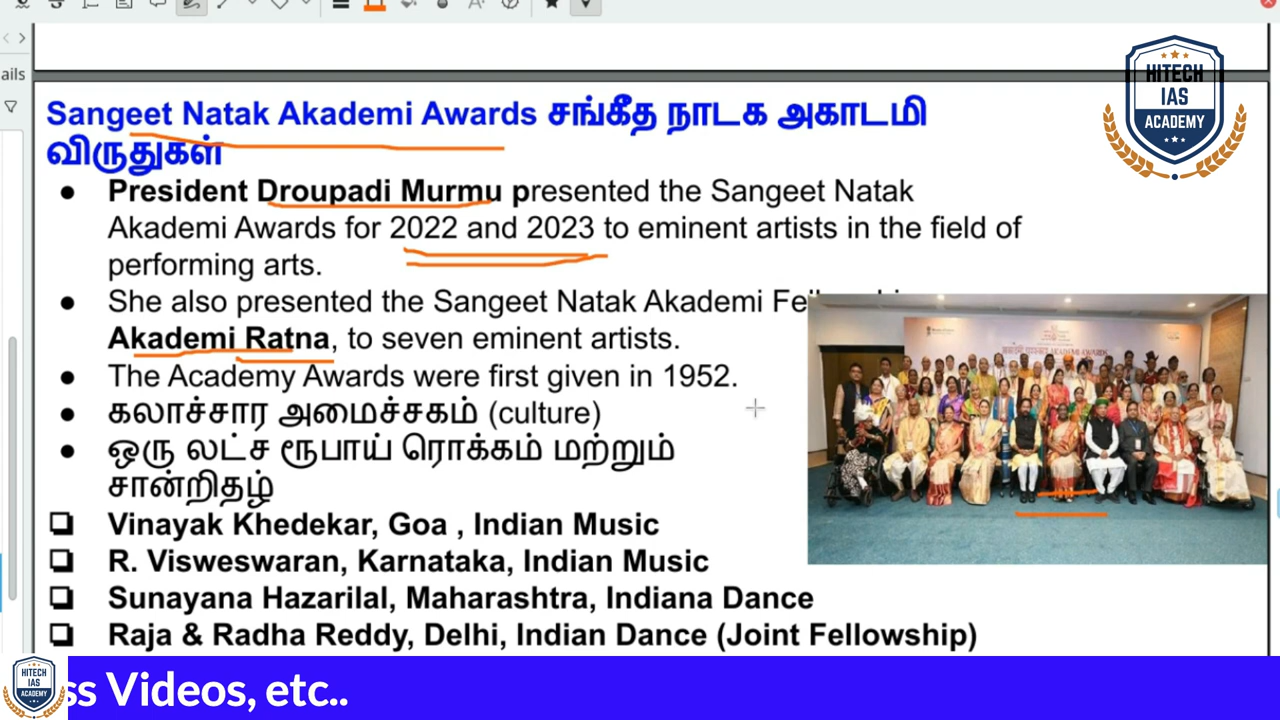 ails
HITECH
IAS
ACADEMY
Sangeet Natak Akademi Awards சங்கீத நாடக அகாடமி
விருதுகள்
● President Droupadi Murmu presented the Sangeet Natak
Akademi Awards for 2022 and 2023 to eminent artists in the field of
performing arts.
● She also presented the Sangeet Natak Akademi
Akademi Ratna, to seven eminent artists.
● The Academy Awards were first given in 1952.
● கலாச்சார அமைச்சகம் (culture)
● ஒரு லட்ச ரூபாய் ரொக்கம் மற்றும்
சான்றிதழ்
❑ Vinayak Khedekar, Goa , Indian Music
❑ R. Visweswaran, Karnataka, Indian Music
❑ Sunayana Hazarilal, Maharashtra, Indiana Dance
❑ Raja & Radha Reddy, Delhi, Indian Dance (Joint Fellowship)
HITECH
IAS
ACADEMY
ss Videos, etc..